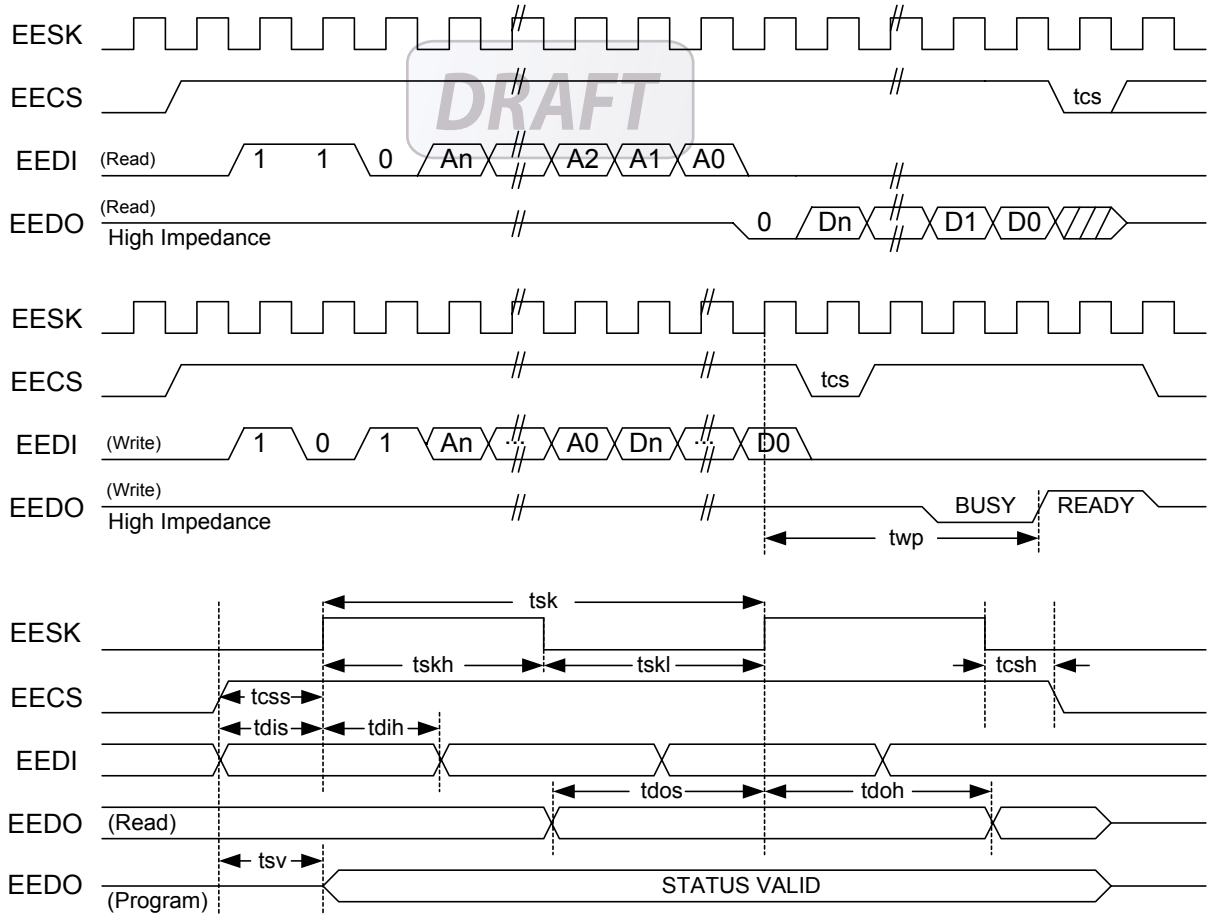 EESK
DRAFT
EECS tcs
EEDI (Read) 1 1 0 An A2 A1 A0
EEDO (Read) High Impedance 0 Dn D1 D0
EESK
EECS tcs
EEDI (Write) 1 0 1 An ... A0 Dn ... D0
EEDO (Write) High Impedance BUSY READY
twp
tsk
EESK
tskh tskl tcsh
EECS tcss
tdis tdih
EEDI
tdos tdoh
EEDO (Read)
tsv
EEDO (Program) STATUS VALID